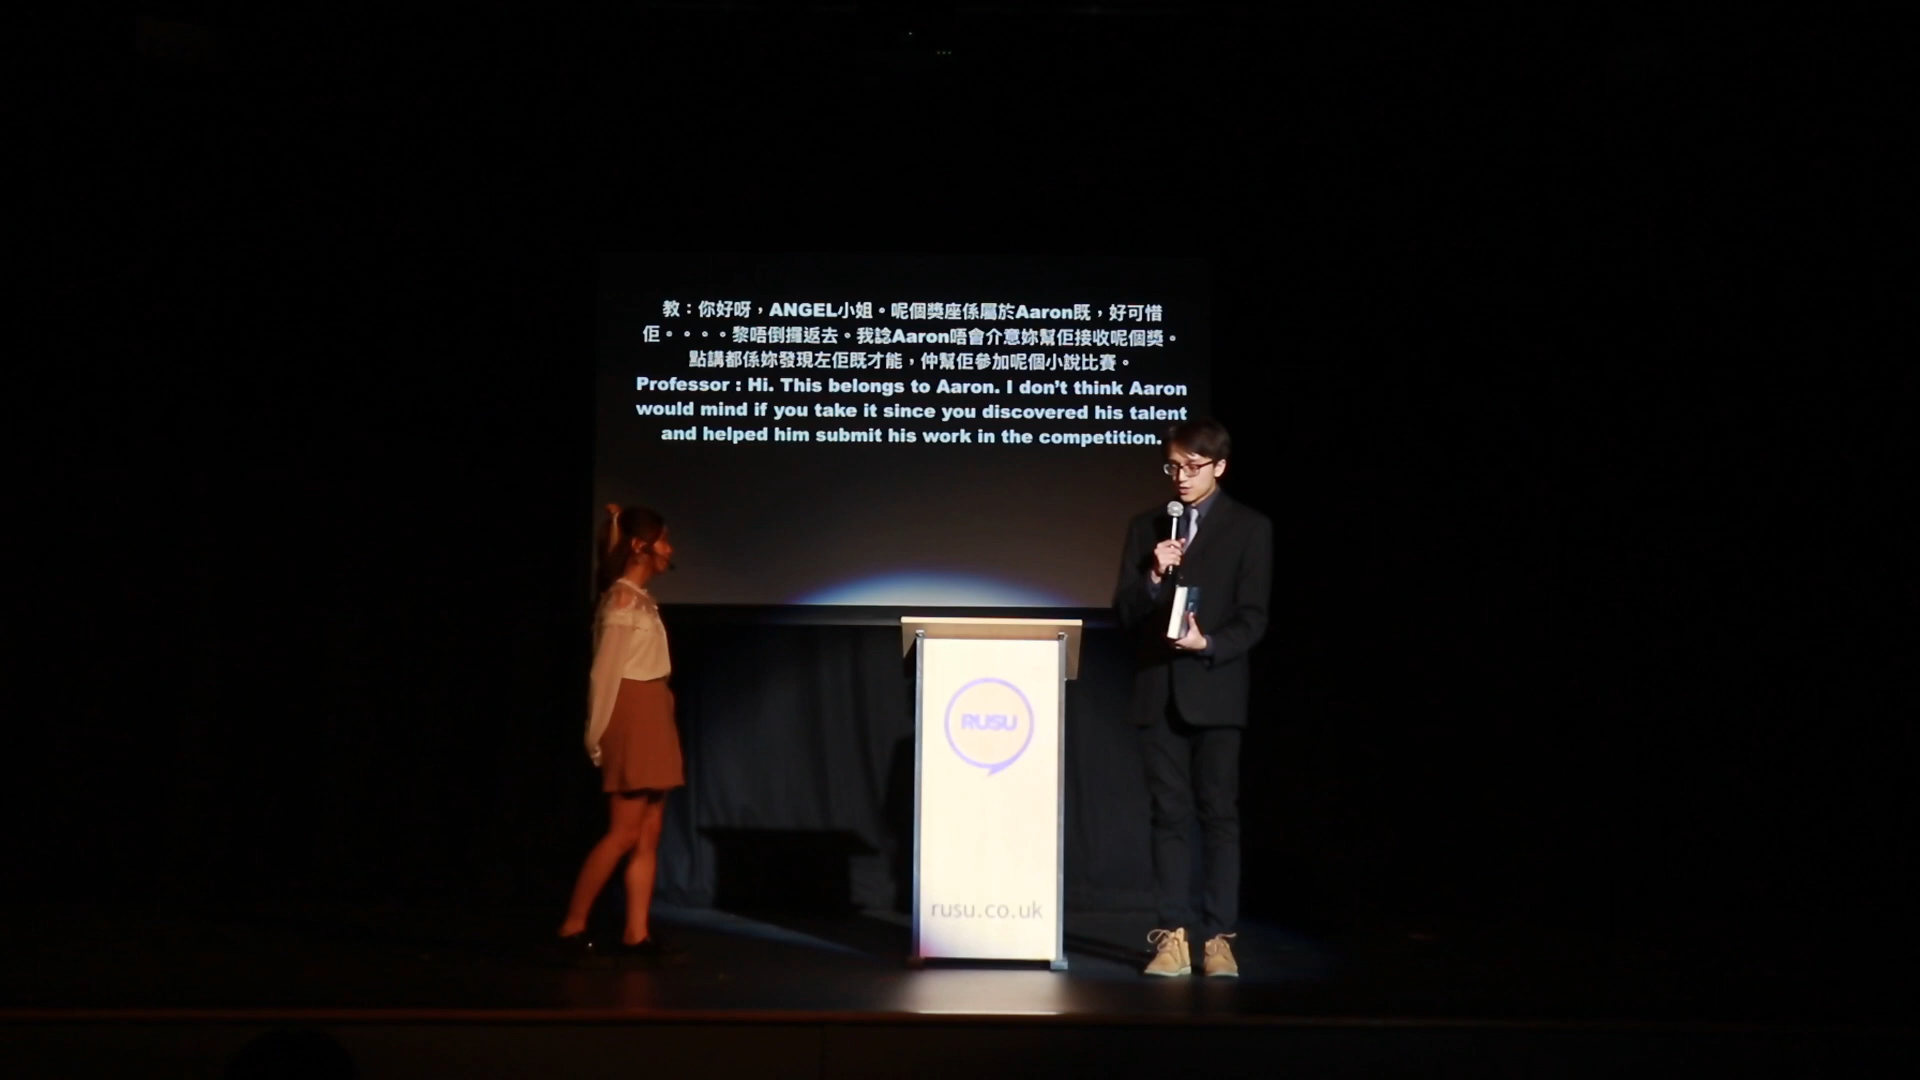 教：你好呀，ANGEL小姐。呢個獎座係屬於Aaron既，好可惜
佢。。。。黎唔倒攞返去。我諗Aaron唔會介意妳幫佢接收呢個獎。
點講都係妳發現左佢既才能，仲幫佢參加呢個小說比賽。
Professor : Hi. This belongs to Aaron. I don’t think Aaron
would mind if you take it since you discovered his talent
and helped him submit his work in the competition.
RUSU
rusu.co.uk